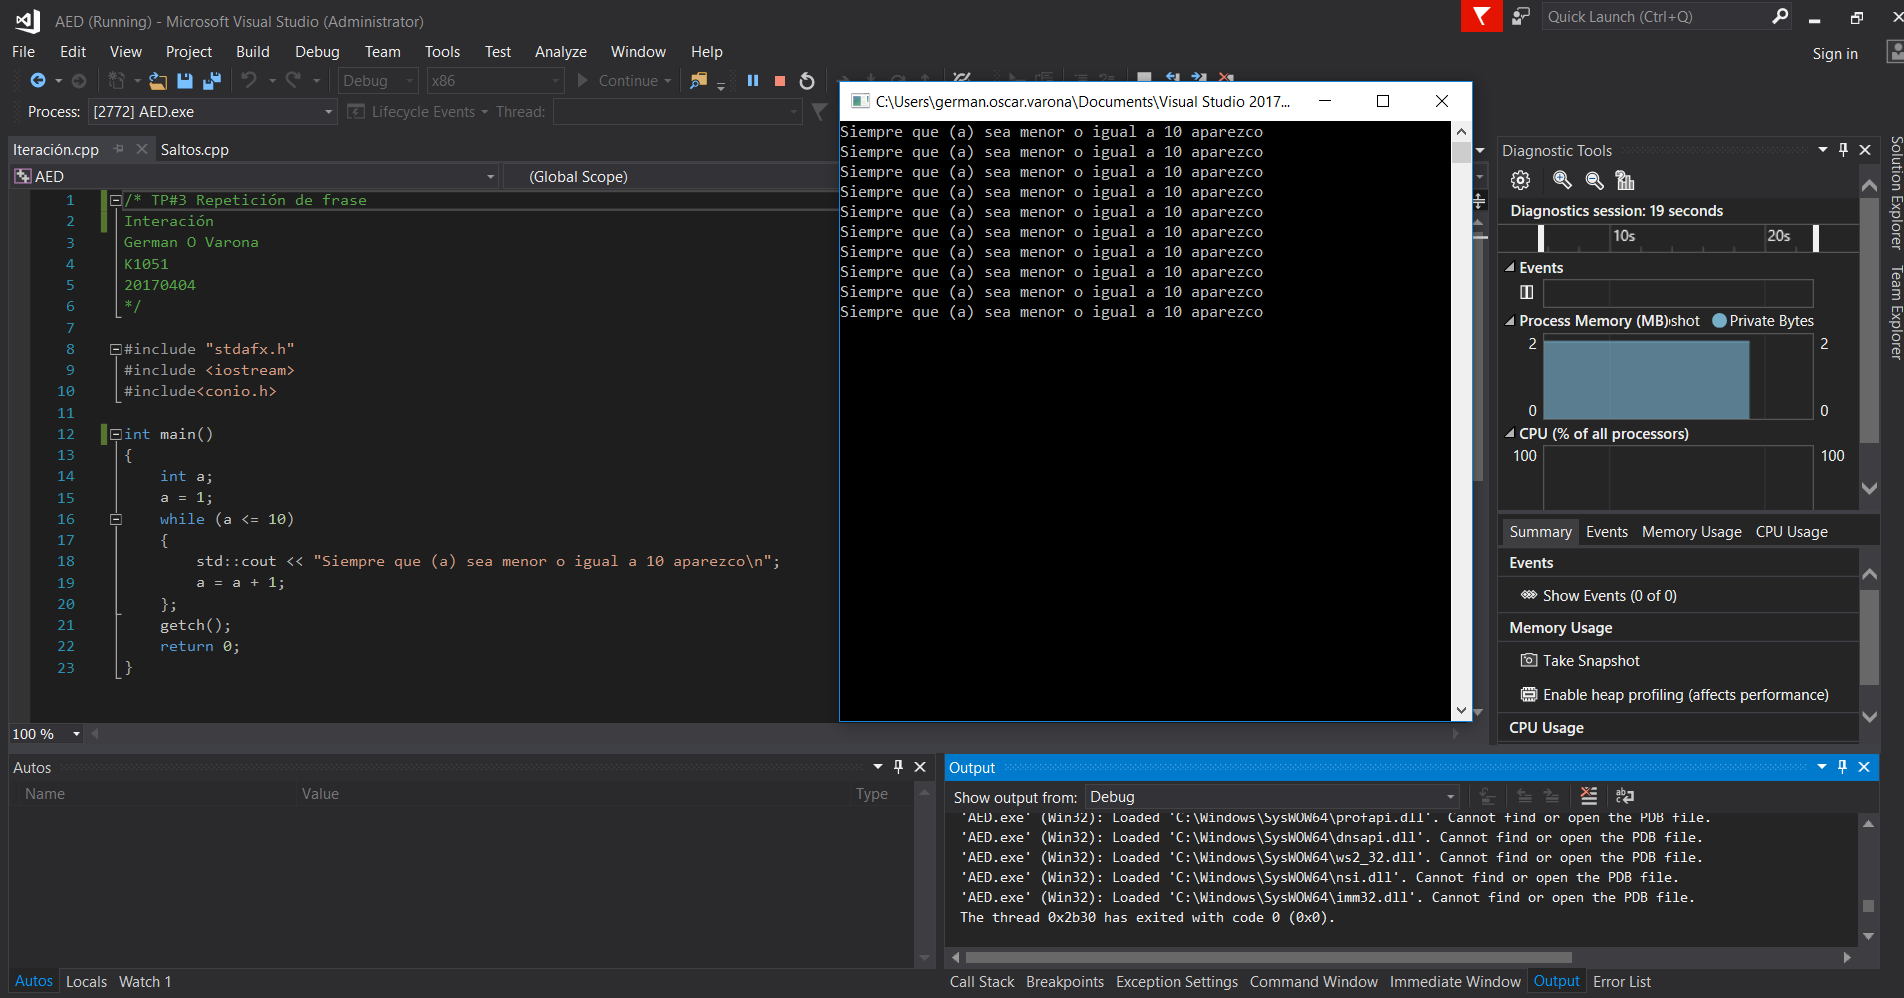 AED (Running) - Microsoft Visual Studio (Administrator)
Quick Launch (Ctrl+Q)
File Edit View Project Build Debug Team Tools Test Analyze Window Help
Sign in
Debug x86 Continue
Process: [2772] AED.exe Lifecycle Events Thread:
Iteración.cpp Saltos.cpp
AED (Global Scope)
1 /* TP#3 Repetición de frase
2 Interación
3 German O Varona
4 K1051
5 20170404
6 */
7
8 #include "stdafx.h"
9 #include <iostream>
10 #include<conio.h>
11
12 int main()
13 {
14 int a;
15 a = 1;
16 while (a <= 10)
17 {
18 std::cout << "Siempre que (a) sea menor o igual a 10 aparezco\n";
19 a = a + 1;
20 };
21 getch();
22 return 0;
23 }
100 %
C:\Users\german.oscar.varona\Documents\Visual Studio 2017...
Siempre que (a) sea menor o igual a 10 aparezco
Siempre que (a) sea menor o igual a 10 aparezco
Siempre que (a) sea menor o igual a 10 aparezco
Siempre que (a) sea menor o igual a 10 aparezco
Siempre que (a) sea menor o igual a 10 aparezco
Siempre que (a) sea menor o igual a 10 aparezco
Siempre que (a) sea menor o igual a 10 aparezco
Siempre que (a) sea menor o igual a 10 aparezco
Siempre que (a) sea menor o igual a 10 aparezco
Siempre que (a) sea menor o igual a 10 aparezco
Diagnostic Tools
Diagnostics session: 19 seconds
10s 20s
Events
Process Memory (MB) shot Private Bytes
2 2
0 0
CPU (% of all processors)
100 100
Summary Events Memory Usage CPU Usage
Events
Show Events (0 of 0)
Memory Usage
Take Snapshot
Enable heap profiling (affects performance)
CPU Usage
Solution Explorer
Team Explorer
Autos
Name Value Type
Autos Locals Watch 1
Output
Show output from: Debug
'AED.exe' (Win32): Loaded 'C:\Windows\SysWOW64\profapi.dll'. Cannot find or open the PDB file.
'AED.exe' (Win32): Loaded 'C:\Windows\SysWOW64\dnsapi.dll'. Cannot find or open the PDB file.
'AED.exe' (Win32): Loaded 'C:\Windows\SysWOW64\ws2_32.dll'. Cannot find or open the PDB file.
'AED.exe' (Win32): Loaded 'C:\Windows\SysWOW64\nsi.dll'. Cannot find or open the PDB file.
'AED.exe' (Win32): Loaded 'C:\Windows\SysWOW64\imm32.dll'. Cannot find or open the PDB file.
The thread 0x2b30 has exited with code 0 (0x0).
Call Stack Breakpoints Exception Settings Command Window Immediate Window Output Error List